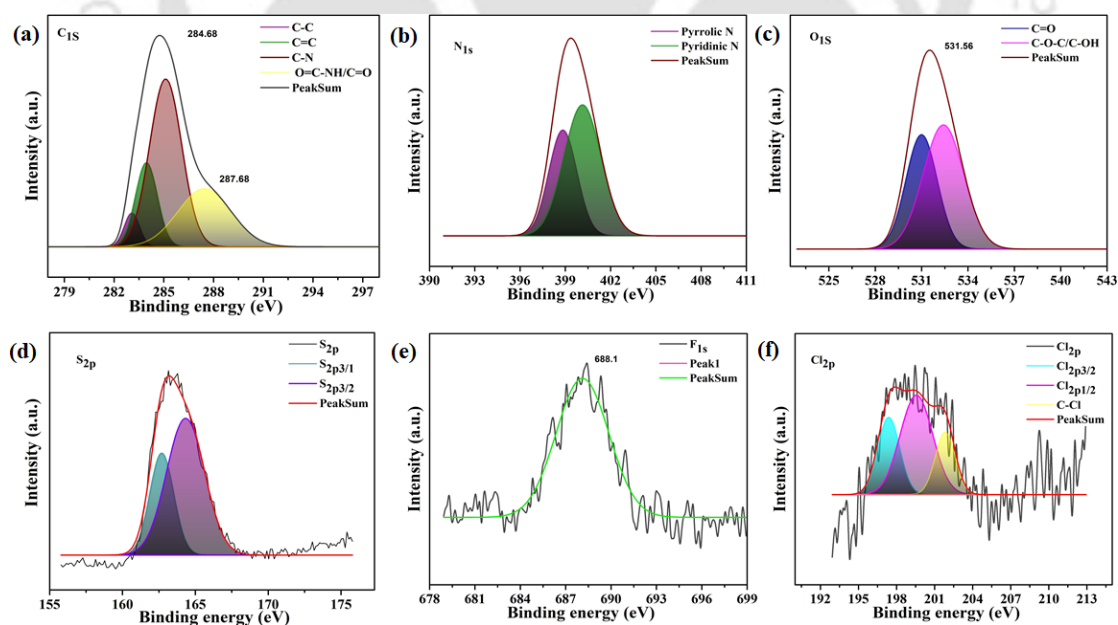 (a)
C1S
284.68
287.68
C-C
C=C
C-N
O=C-NH/C=O
PeakSum
Intensity (a.u.)
279 282 285 288 291 294 297
Binding energy (eV)
(b)
N1s
Pyrrolic N
Pyridinic N
PeakSum
Intensity (a.u.)
390 393 396 399 402 405 408 411
Binding energy (eV)
(c)
O1S
531.56
C=O
C-O-C/C-OH
PeakSum
Intensity (a.u.)
525 528 531 534 537 540 543
Binding energy (eV)
(d)
S2p
S2p
S2p3/1
S2p3/2
PeakSum
Intensity (a.u.)
155 160 165 170 175
Binding energy (eV)
(e)
688.1
F1s
Peak1
PeakSum
Intensity (a.u.)
678 681 684 687 690 693 696 699
Binding energy (eV)
(f)
Cl2p
Cl2p
Cl2p3/2
Cl2p1/2
C-Cl
PeakSum
Intensity (a.u.)
192 195 198 201 204 207 210 213
Binding energy (eV)